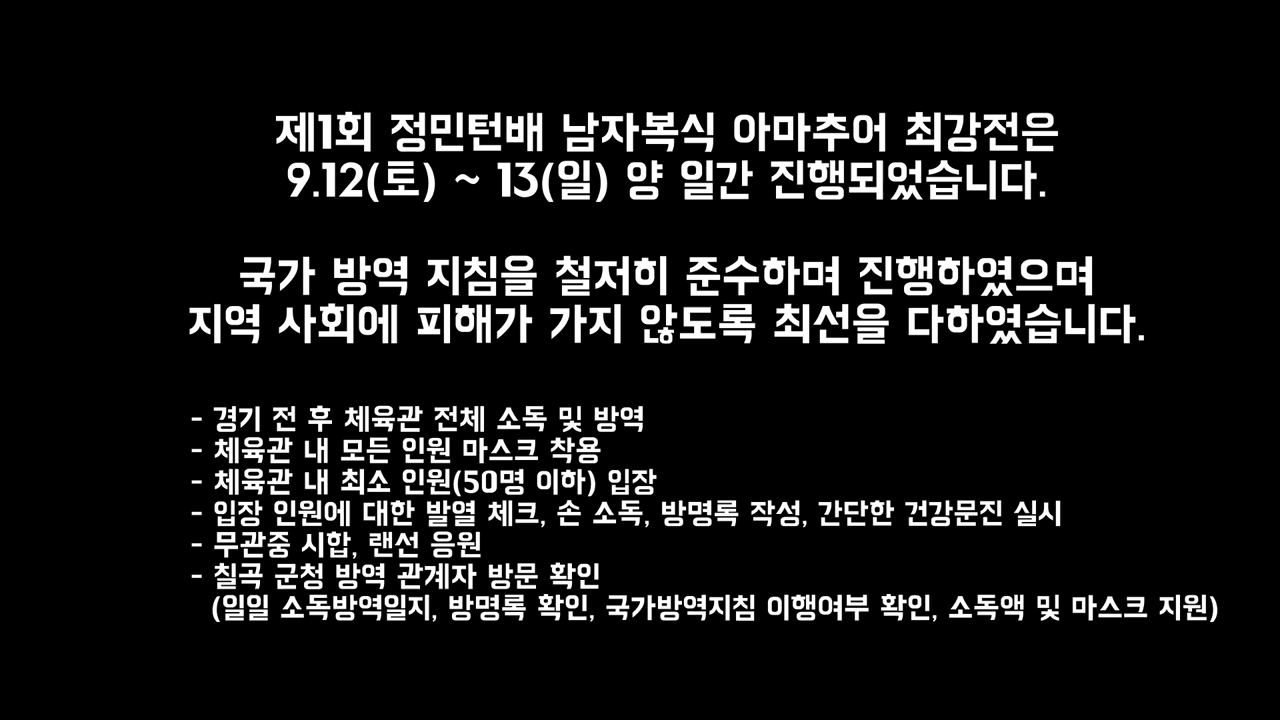 제1회 정민턴배 남자복식 아마추어 최강전은
9.12(토) ~ 13(일) 양 일간 진행되었습니다.
국가 방역 지침을 철저히 준수하며 진행하였으며
지역 사회에 피해가 가지 않도록 최선을 다하였습니다.
- 경기 전 후 체육관 전체 소독 및 방역
- 체육관 내 모든 인원 마스크 착용
- 체육관 내 최소 인원(50명 이하) 입장
- 입장 인원에 대한 발열 체크, 손 소독, 방명록 작성, 간단한 건강문진 실시
- 무관중 시합, 랜선 응원
- 칠곡 군청 방역 관계자 방문 확인
(일일 소독방역일지, 방명록 확인, 국가방역지침 이행여부 확인, 소독액 및 마스크 지원)